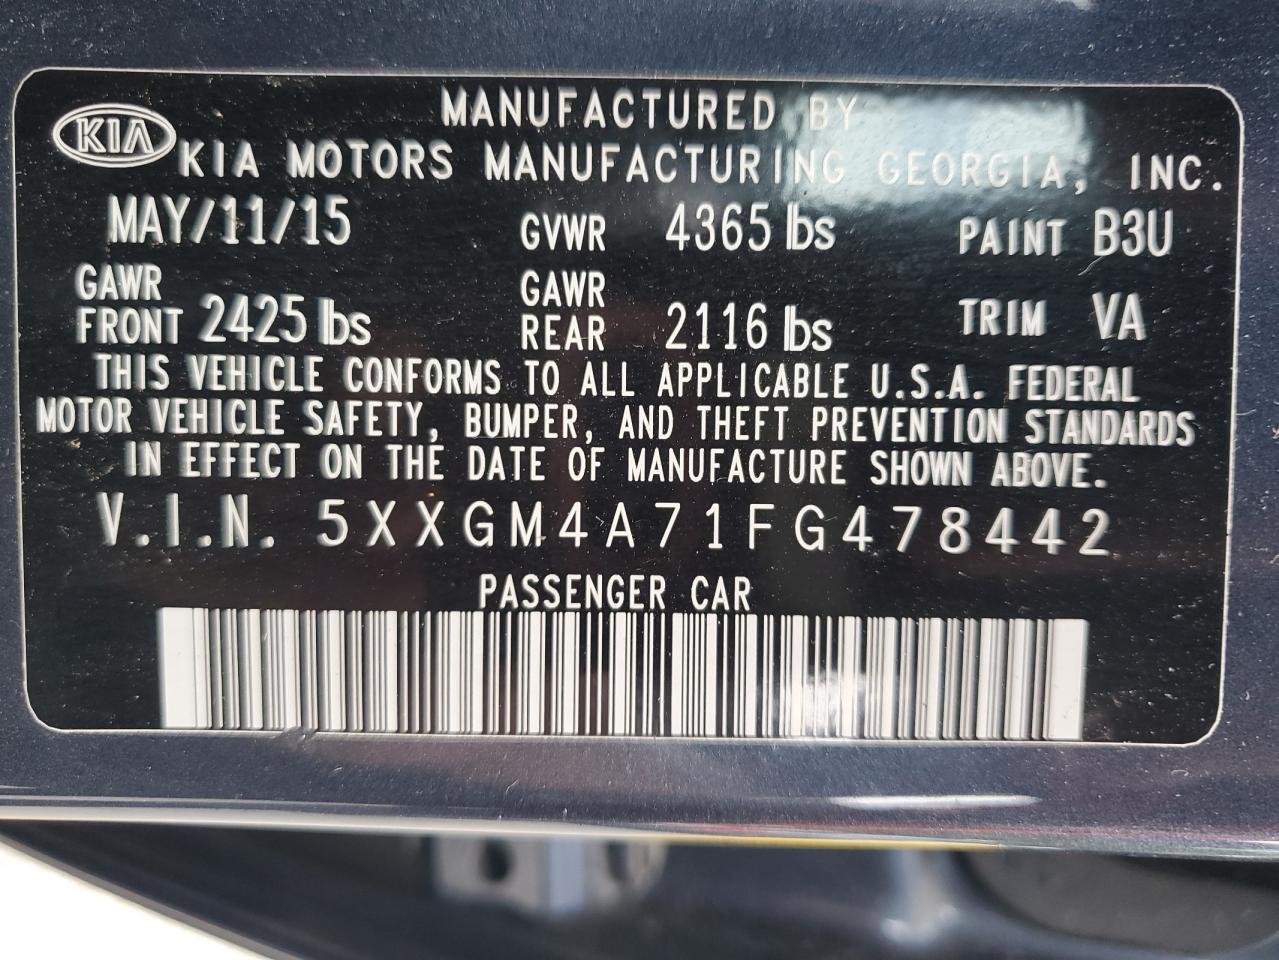 MANUFACTURED BY
KIA
KIA MOTORS MANUFACTURING GEORGIA, INC.
MAY/11/15 GVWR 4365 lbs PAINT B3U
GAWR FRONT 2425 lbs GAWR REAR 2116 lbs TRIM VA
THIS VEHICLE CONFORMS TO ALL APPLICABLE U.S.A. FEDERAL
MOTOR VEHICLE SAFETY, BUMPER, AND THEFT PREVENTION STANDARDS
IN EFFECT ON THE DATE OF MANUFACTURE SHOWN ABOVE.
V.I.N. 5XXGM4A71FG478442
PASSENGER CAR